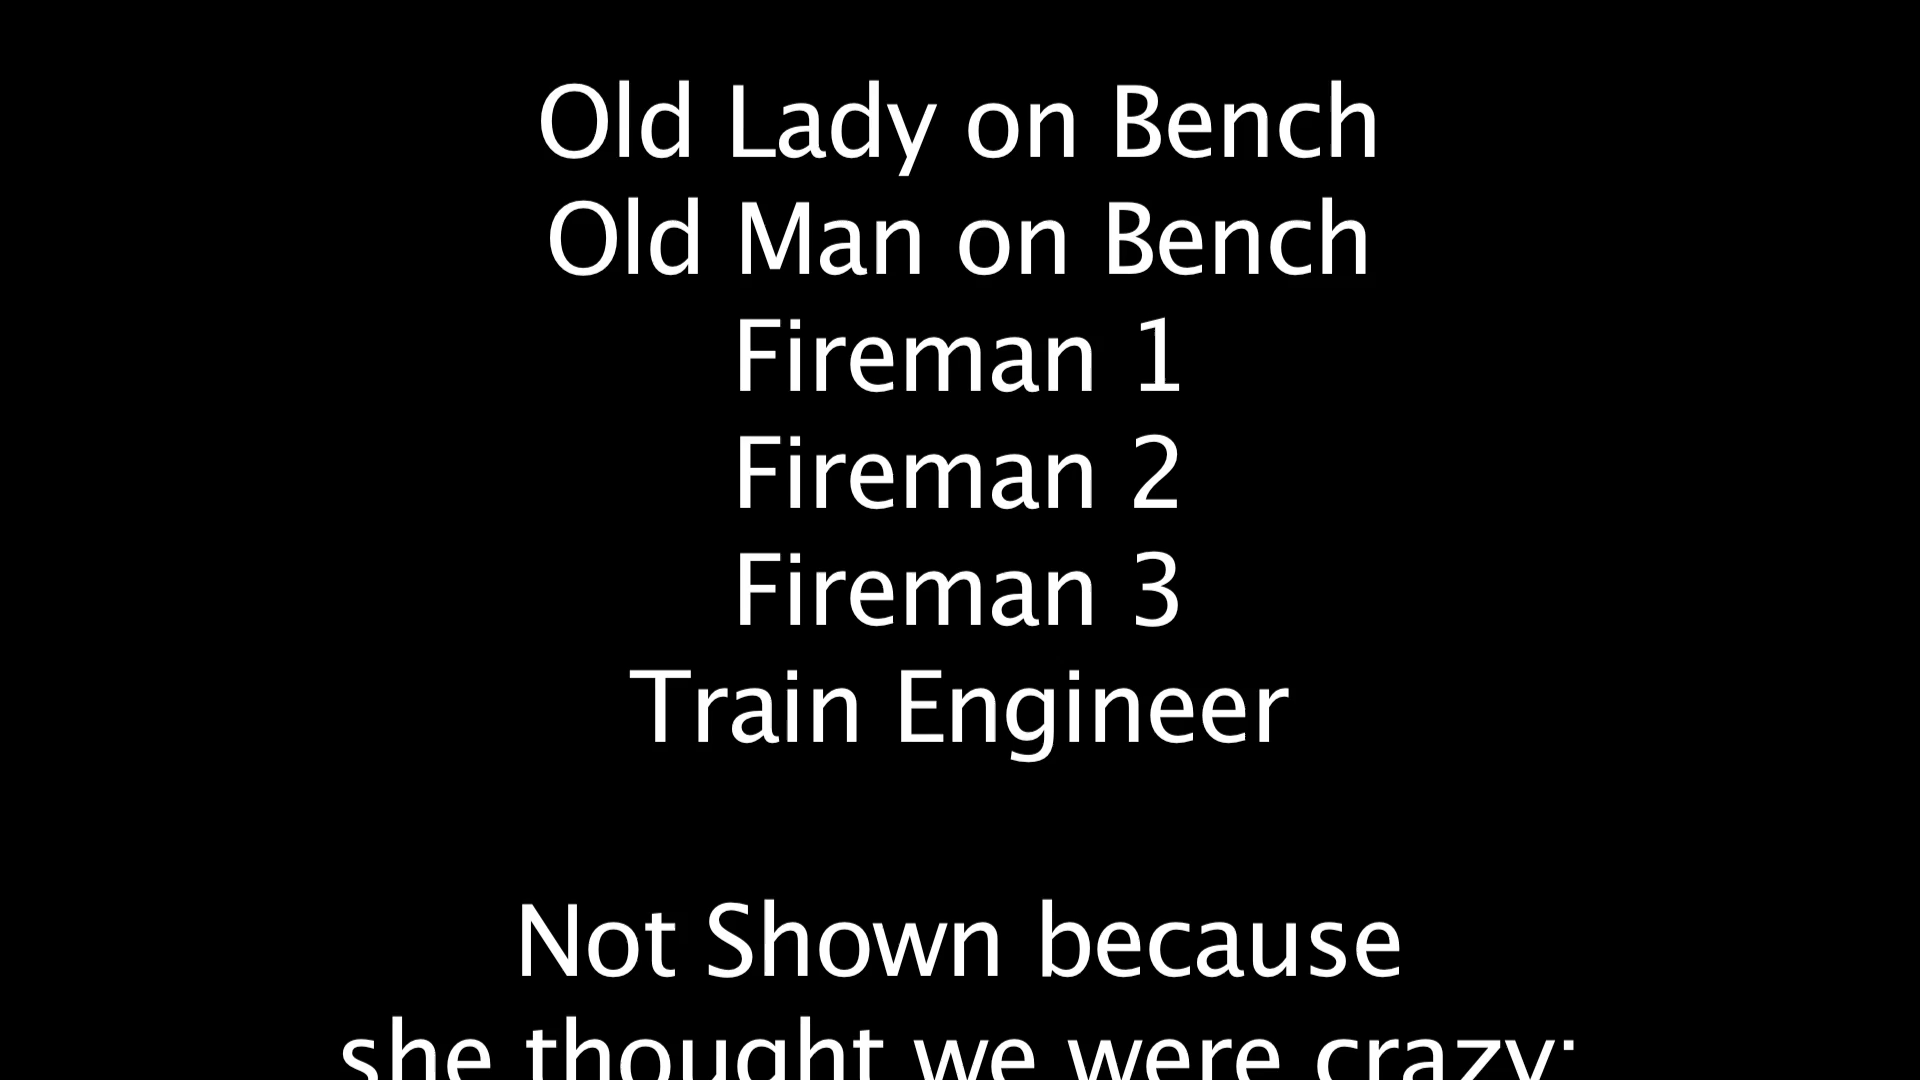 Old Lady on Bench
Old Man on Bench
Fireman 1
Fireman 2
Fireman 3
Train Engineer
Not Shown because
she thought we were crazy: